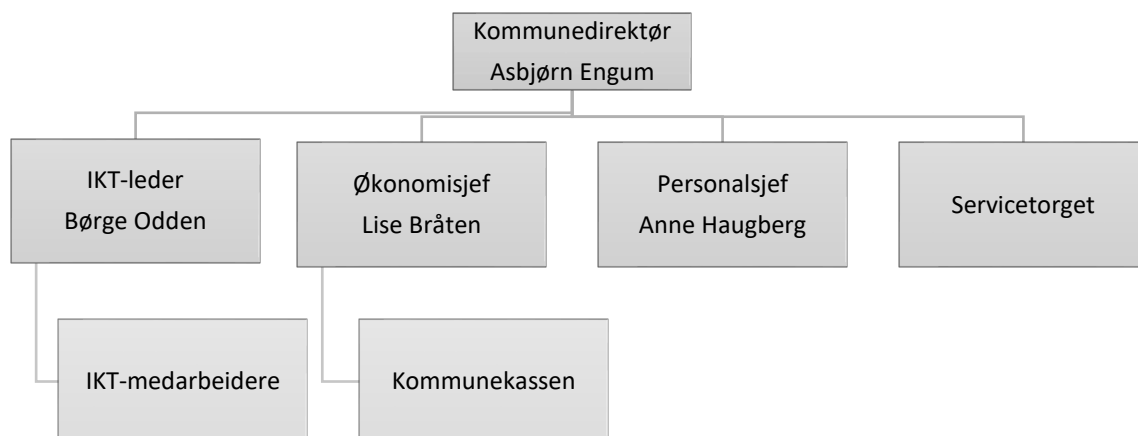 Kommunedirektør
Asbjørn Engum
IKT-leder
Børge Odden
Økonomisjef
Lise Bråten
Personalsjef
Anne Haugberg
Servicetorget
IKT-medarbeidere
Kommunekassen